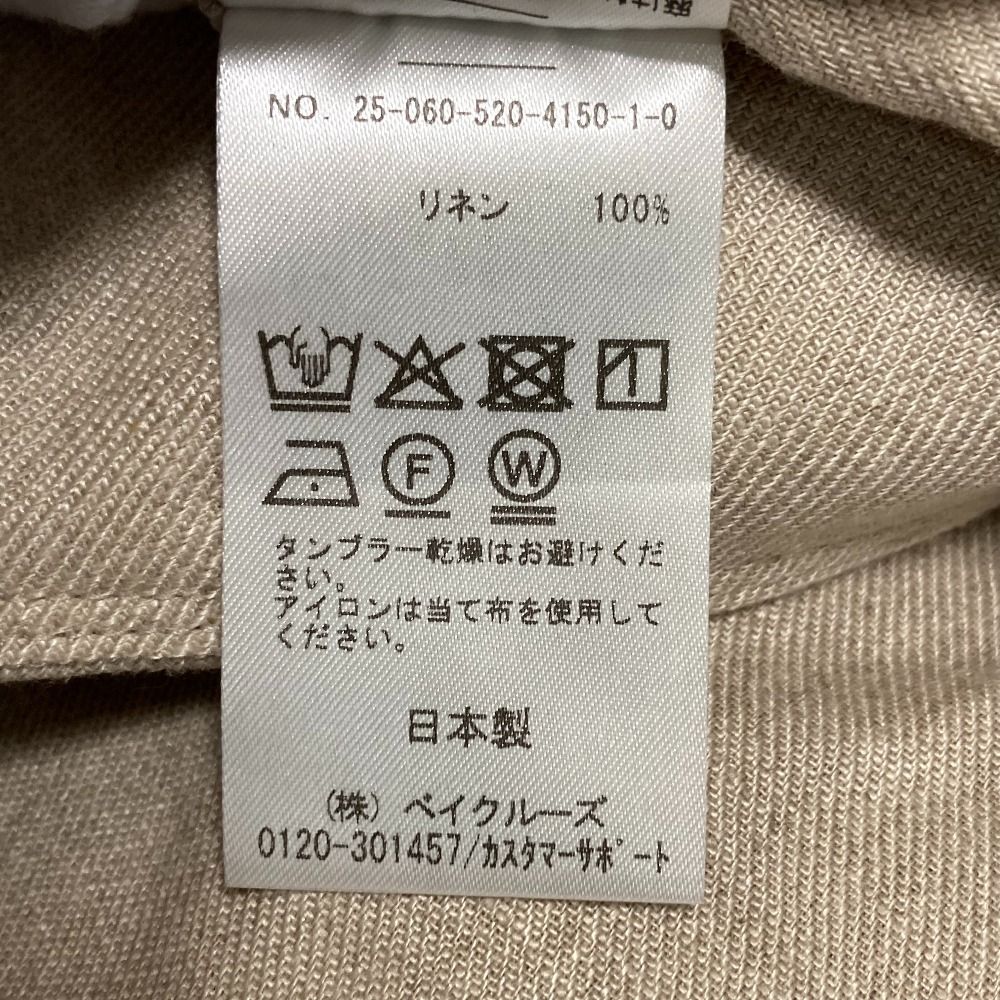 NO. 25-060-520-4150-1-0
リネン 100%
F W
タンブラー乾燥はお避けくだ
さい。
アイロンは当て布を使用して
ください。
日本製
(株) ベイクルーズ
0120-301457/カスタマーサポート